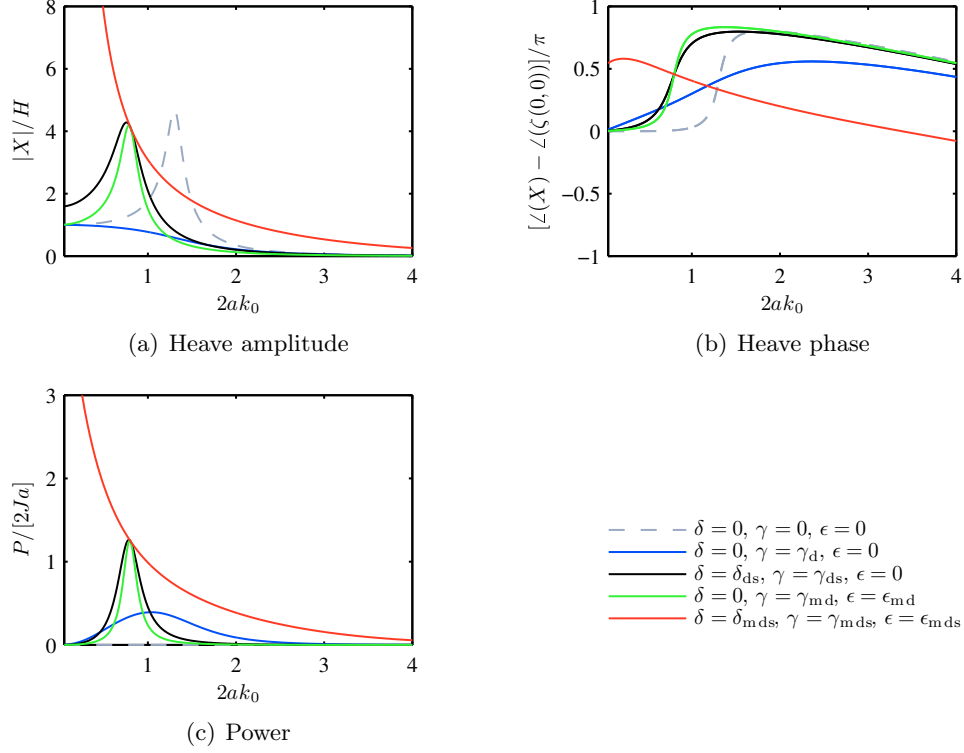 8
6
4
2
0
|X|/H
1
2
3
4
2ak₀
(a) Heave amplitude
1
0.5
0
−0.5
−1
[∠(X) − ∠(ζ(0,0))]/π
1
2
3
4
2ak₀
(b) Heave phase
3
2
1
0
P/[2Ja]
1
2
3
4
2ak₀
(c) Power
δ = 0, γ = 0, ϵ = 0
δ = 0, γ = γ_d, ϵ = 0
δ = δ_ds, γ = γ_ds, ϵ = 0
δ = 0, γ = γ_md, ϵ = ϵ_md
δ = δ_mds, γ = γ_mds, ϵ = ϵ_mds